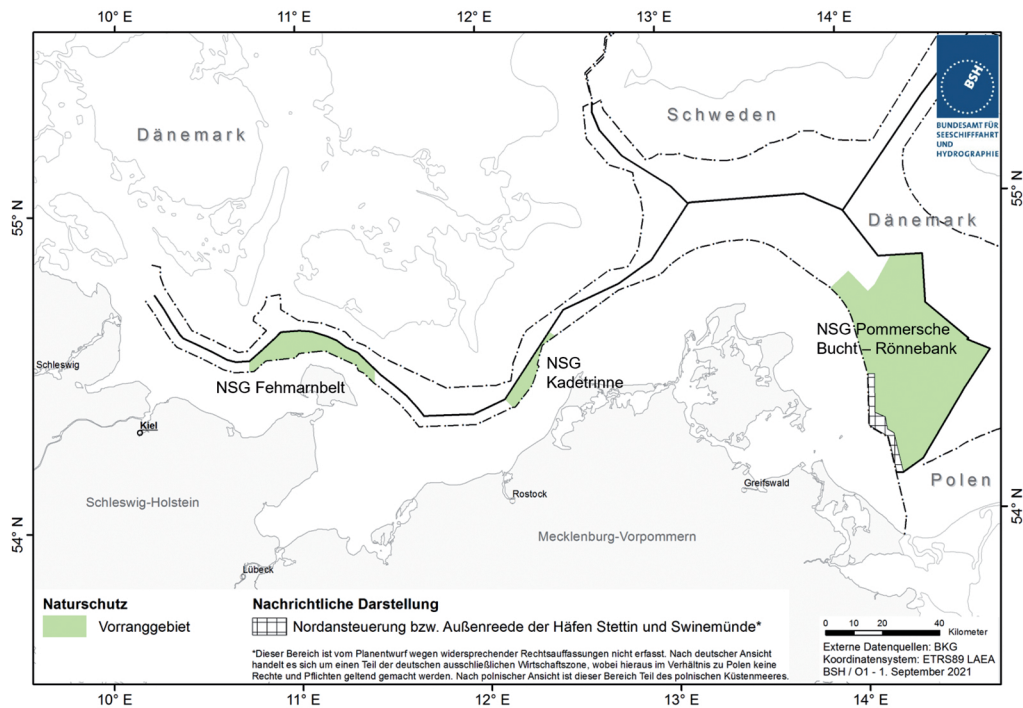 10° E 11° E 12° E 13° E 14° E
BSH
BUNDESAMT FÜR
SEESCHIFFFAHRT
UND
HYDROGRAPHIE
Schweden
Dänemark
55° N
55° N
Dänemark
NSG Pommersche
Bucht – Rönnebank
NSG
Kadetrinne
Schleswig
NSG Fehmarnbelt
Kiel
Polen
Greifswald
Rostock
Schleswig-Holstein
54° N
54° N
Mecklenburg-Vorpommern
Lübeck
Naturschutz
Vorranggebiet
Nachrichtliche Darstellung
Nordansteuerung bzw. Außenreede der Häfen Stettin und Swinemünde*
*Dieser Bereich ist vom Planentwurf wegen widersprechender Rechtsauffassungen nicht erfasst. Nach deutscher Ansicht
handelt es sich um einen Teil der deutschen ausschließlichen Wirtschaftszone, wobei hieraus im Verhältnis zu Polen keine
Rechte und Pflichten geltend gemacht werden. Nach polnischer Ansicht ist dieser Bereich Teil des polnischen Küstenmeeres.
0 10 20 40
Kilometer
Externe Datenquellen: BKG
Koordinatensystem: ETRS89 LAEA
BSH / O1 - 1. September 2021
10° E 11° E 12° E 13° E 14° E